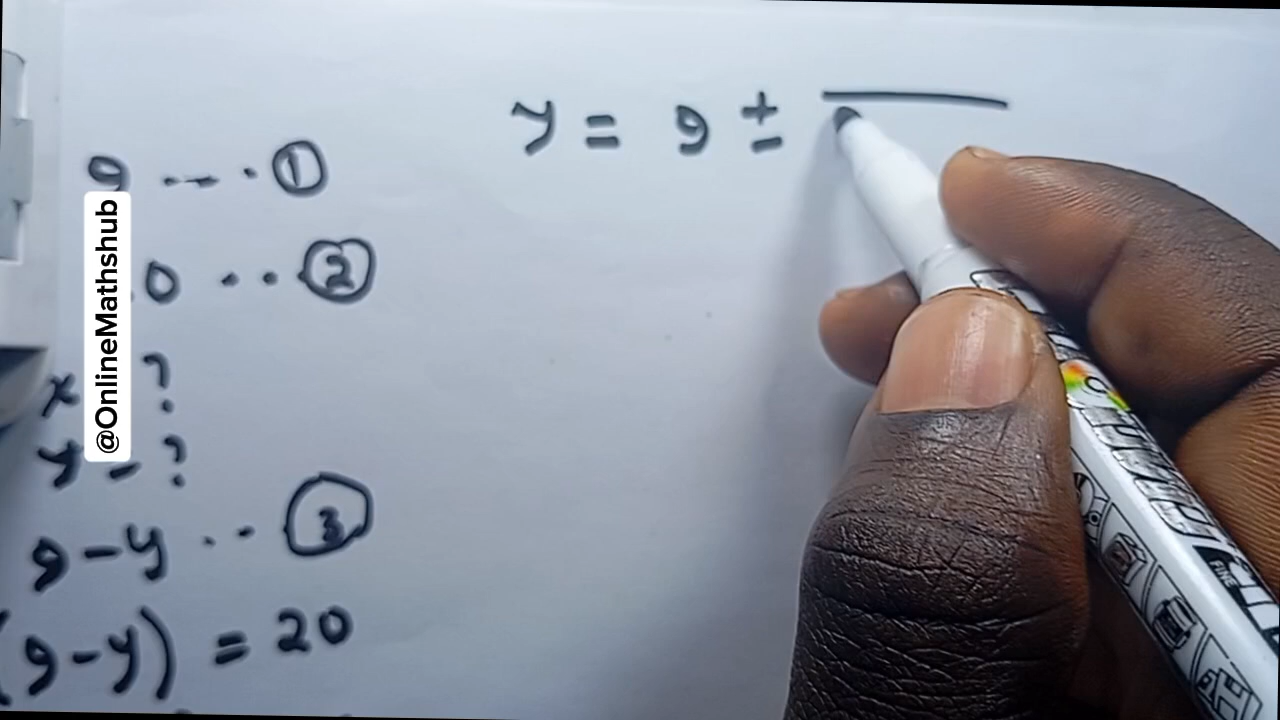 y = 9 ±
9 --- · ①
0 · · ②
x ?
y - ?
9-y · · ③
(9-y) = 20
@OnlineMathshub